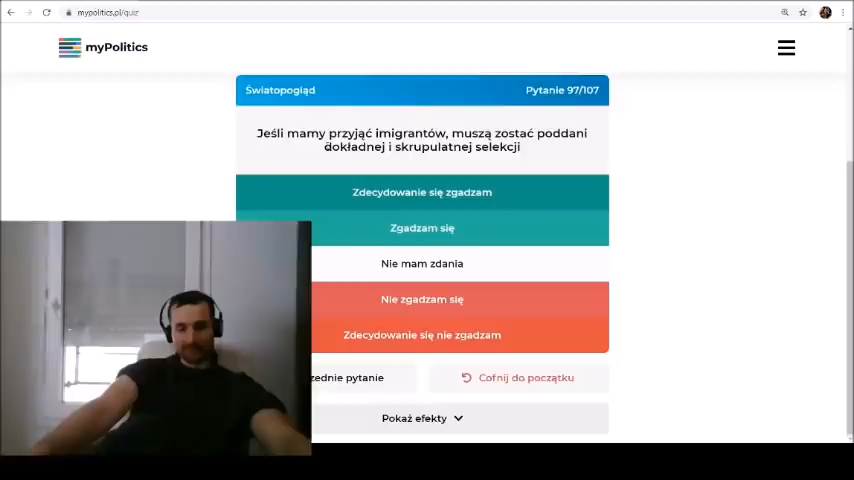 mypolitics.pl/quiz
myPolitics
Światopogląd
Pytanie 97/107
Jeśli mamy przyjąć imigrantów, muszą zostać poddani
dokładnej i skrupulatnej selekcji
Zdecydowanie się zgadzam
Zgadzam się
Nie mam zdania
Nie zgadzam się
Zdecydowanie się nie zgadzam
zednie pytanie
Cofnij do początku
Pokaż efekty